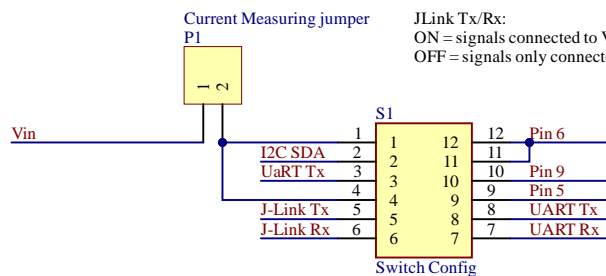 Current Measuring jumper
P1
JLink Tx/Rx:
ON = signals connected to V
OFF = signals only connecte
1
2
Vin
S1
1 1 12 12 Pin 6
I2C SDA 2 2 11 11
UaRT Tx 3 3 10 10 Pin 9
4 4 9 9 Pin 5
J-Link Tx 5 5 8 8 UART Tx
J-Link Rx 6 6 7 7 UART Rx
Switch Config